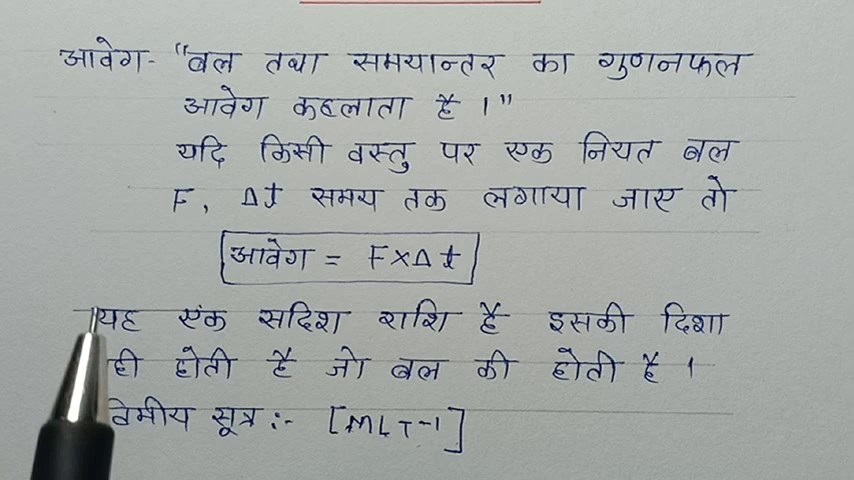 आवेग- "बल तथा समयान्तर का गुणनफल
आवेग कहलाता है ।"
यदि किसी वस्तु पर एक नियत बल
F, Δt समय तक लगाया जाए तो
आवेग = F×Δt
यह एक सदिश राशि है इसकी दिशा
ही होती है जो बल की होती है ।
विमीय सूत्र :- [MLT⁻¹]